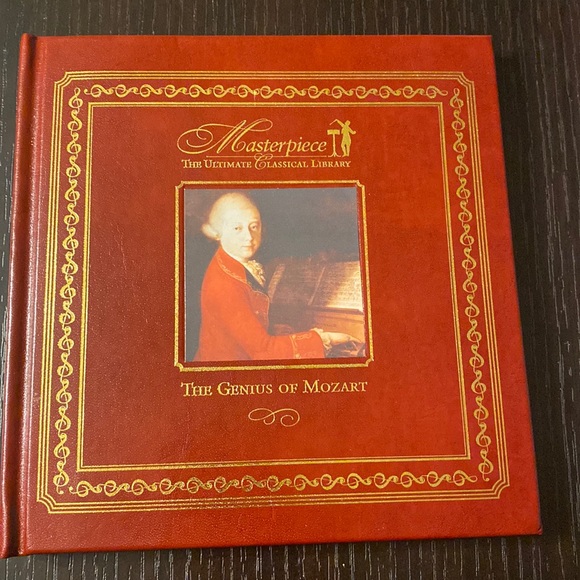 Masterpiece
The Ultimate Classical Library
The Genius of Mozart